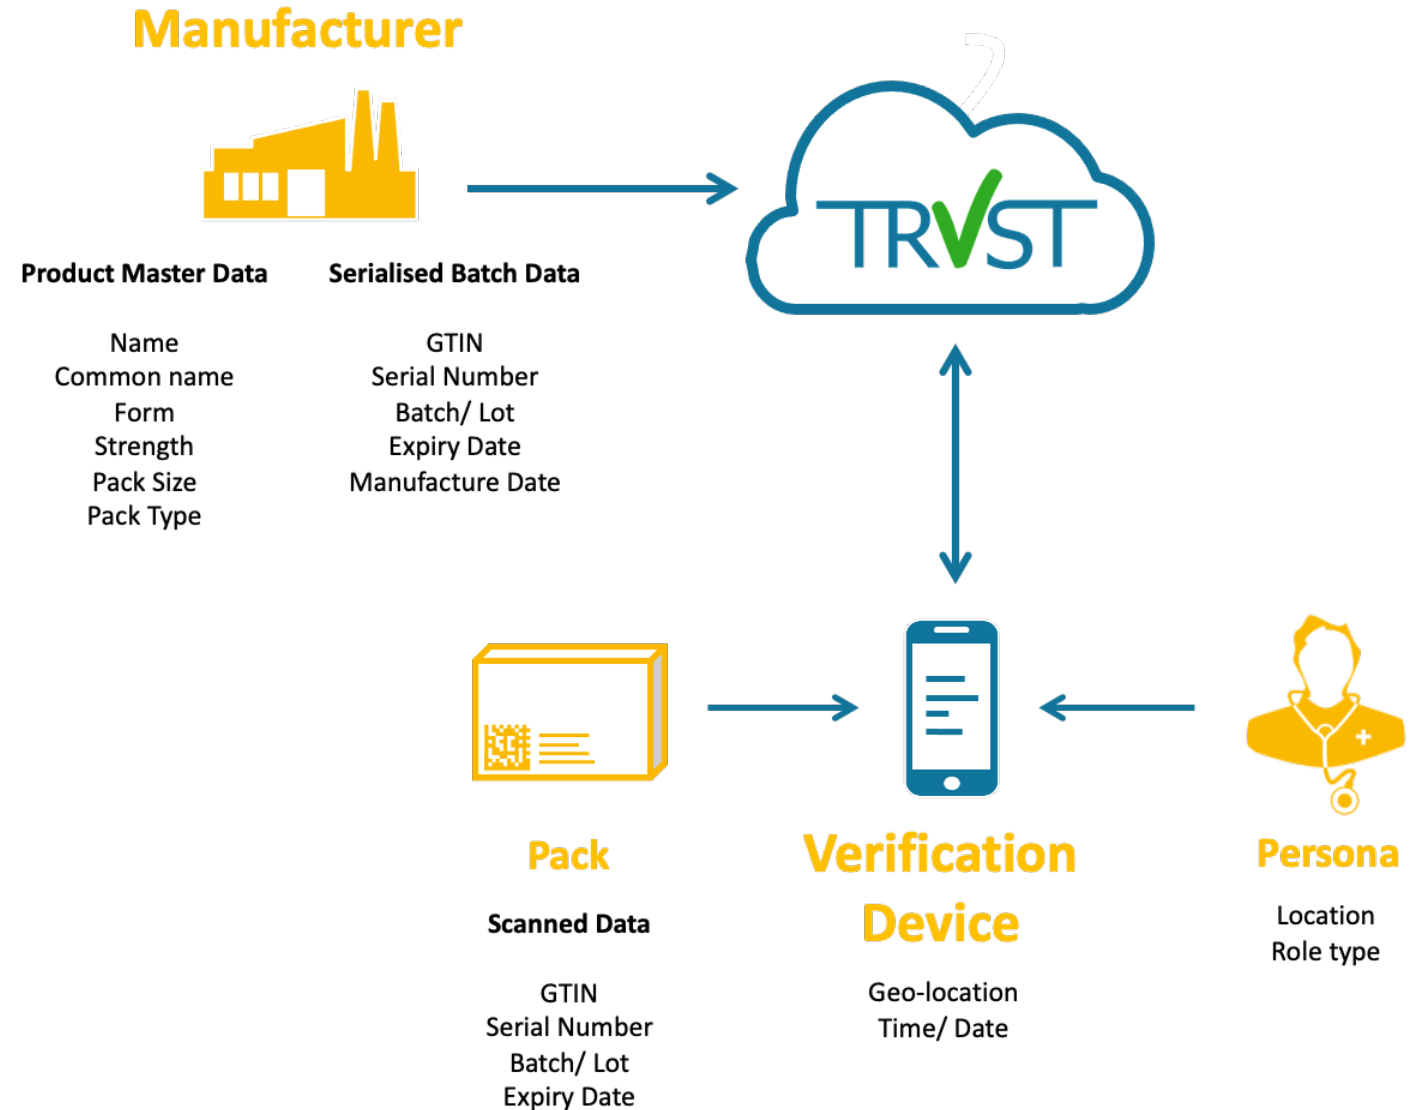 Manufacturer
TRVST
Product Master Data
Name
Common name
Form
Strength
Pack Size
Pack Type
Serialised Batch Data
GTIN
Serial Number
Batch/ Lot
Expiry Date
Manufacture Date
Pack
Scanned Data
GTIN
Serial Number
Batch/ Lot
Expiry Date
Verification
Device
Geo-location
Time/ Date
Persona
Location
Role type